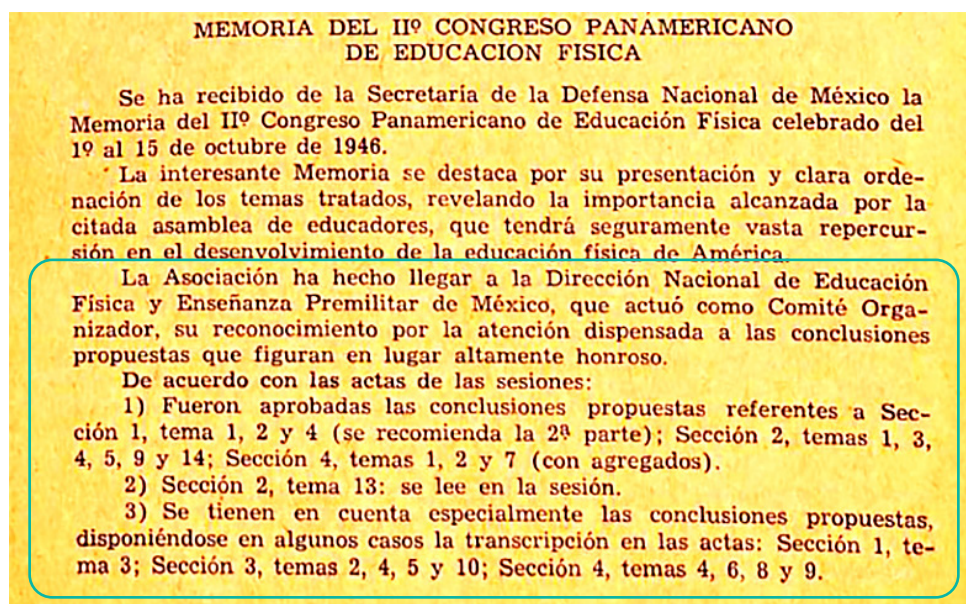 MEMORIA DEL IIº CONGRESO PANAMERICANO
DE EDUCACION FISICA
Se ha recibido de la Secretaría de la Defensa Nacional de México la
Memoria del IIº Congreso Panamericano de Educación Física celebrado del
1º al 15 de octubre de 1946.
La interesante Memoria se destaca por su presentación y clara orde-
nación de los temas tratados, revelando la importancia alcanzada por la
citada asamblea de educadores, que tendrá seguramente vasta repercur-
sión en el desenvolvimiento de la educación física de América.
La Asociación ha hecho llegar a la Dirección Nacional de Educación
Física y Enseñanza Premilitar de México, que actuó como Comité Orga-
nizador, su reconocimiento por la atención dispensada a las conclusiones
propuestas que figuran en lugar altamente honroso.
De acuerdo con las actas de las sesiones:
1) Fueron aprobadas las conclusiones propuestas referentes a Sec-
ción 1, tema 1, 2 y 4 (se recomienda la 2ª parte); Sección 2, temas 1, 3,
4, 5, 9 y 14; Sección 4, temas 1, 2 y 7 (con agregados).
2) Sección 2, tema 13: se lee en la sesión.
3) Se tienen en cuenta especialmente las conclusiones propuestas,
disponiéndose en algunos casos la transcripción en las actas: Sección 1, te-
ma 3; Sección 3, temas 2, 4, 5 y 10; Sección 4, temas 4, 6, 8 y 9.